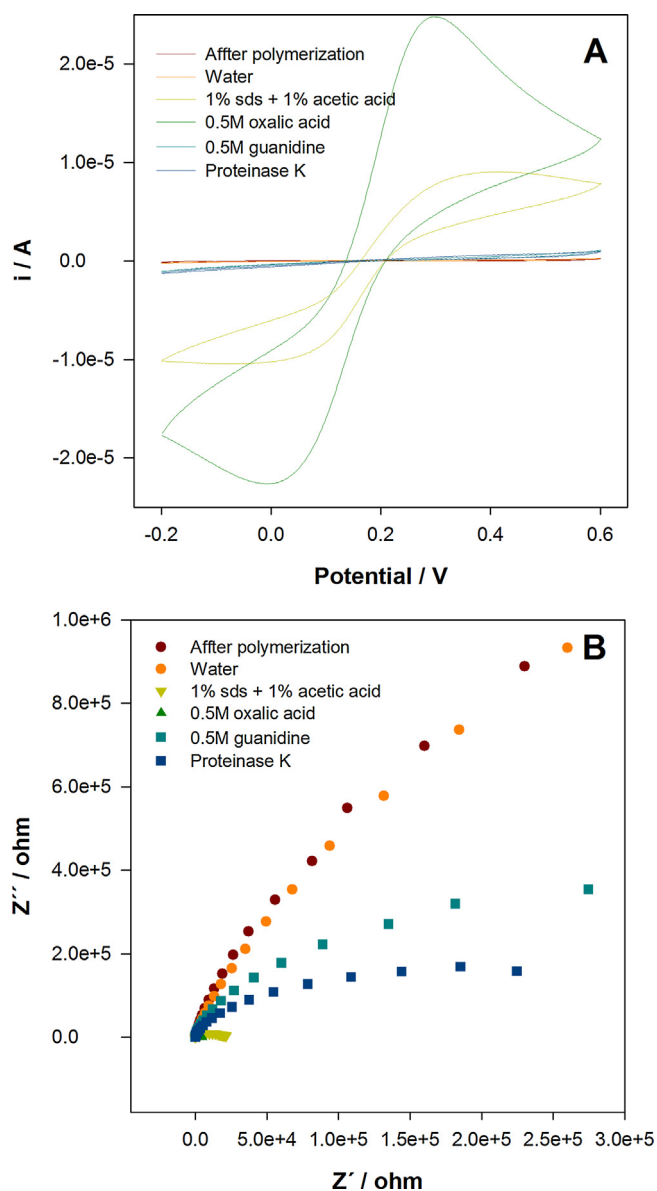 A
Affter polymerization
Water
1% sds + 1% acetic acid
0.5M oxalic acid
0.5M guanidine
Proteinase K
2.0e-5
1.0e-5
0.0
-1.0e-5
-2.0e-5
i / A
-0.2 0.0 0.2 0.4 0.6
Potential / V
B
Affter polymerization
Water
1% sds + 1% acetic acid
0.5M oxalic acid
0.5M guanidine
Proteinase K
1.0e+6
8.0e+5
6.0e+5
4.0e+5
2.0e+5
0.0
Z´´ / ohm
0.0 5.0e+4 1.0e+5 1.5e+5 2.0e+5 2.5e+5 3.0e+5
Z´ / ohm